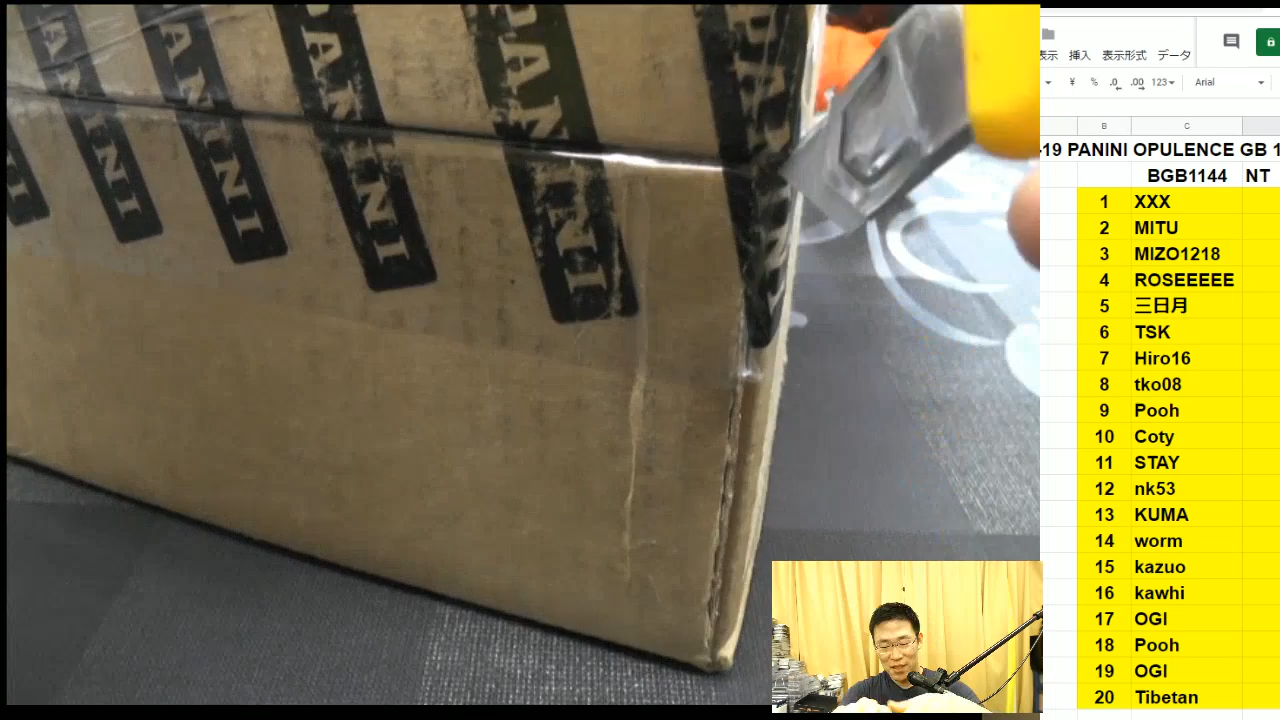 PANINI
PANINI
PANINI
PANINI
PANINI
表示 挿入 表示形式 データ
¥ % .0 .00 123 Arial
B C
-19 PANINI OPULENCE GB 1
BGB1144 NT
1 XXX
2 MITU
3 MIZO1218
4 ROSEEEEE
5 三日月
6 TSK
7 Hiro16
8 tko08
9 Pooh
10 Coty
11 STAY
12 nk53
13 KUMA
14 worm
15 kazuo
16 kawhi
17 OGI
18 Pooh
19 OGI
20 Tibetan